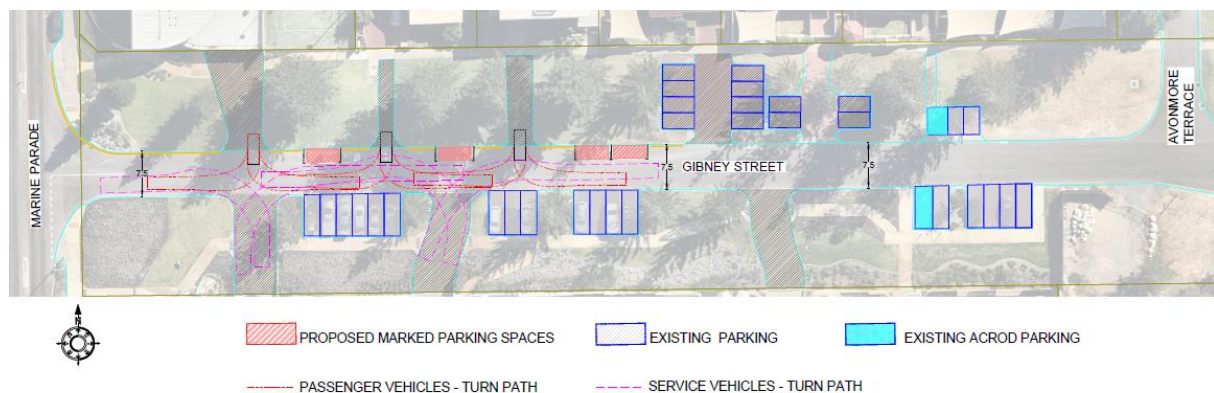 MARINE PARADE
7.5
7.5
GIBNEY STREET
7.5
AVONMORE
TERRACE
N
PROPOSED MARKED PARKING SPACES
EXISTING PARKING
EXISTING ACROD PARKING
PASSENGER VEHICLES - TURN PATH
SERVICE VEHICLES - TURN PATH